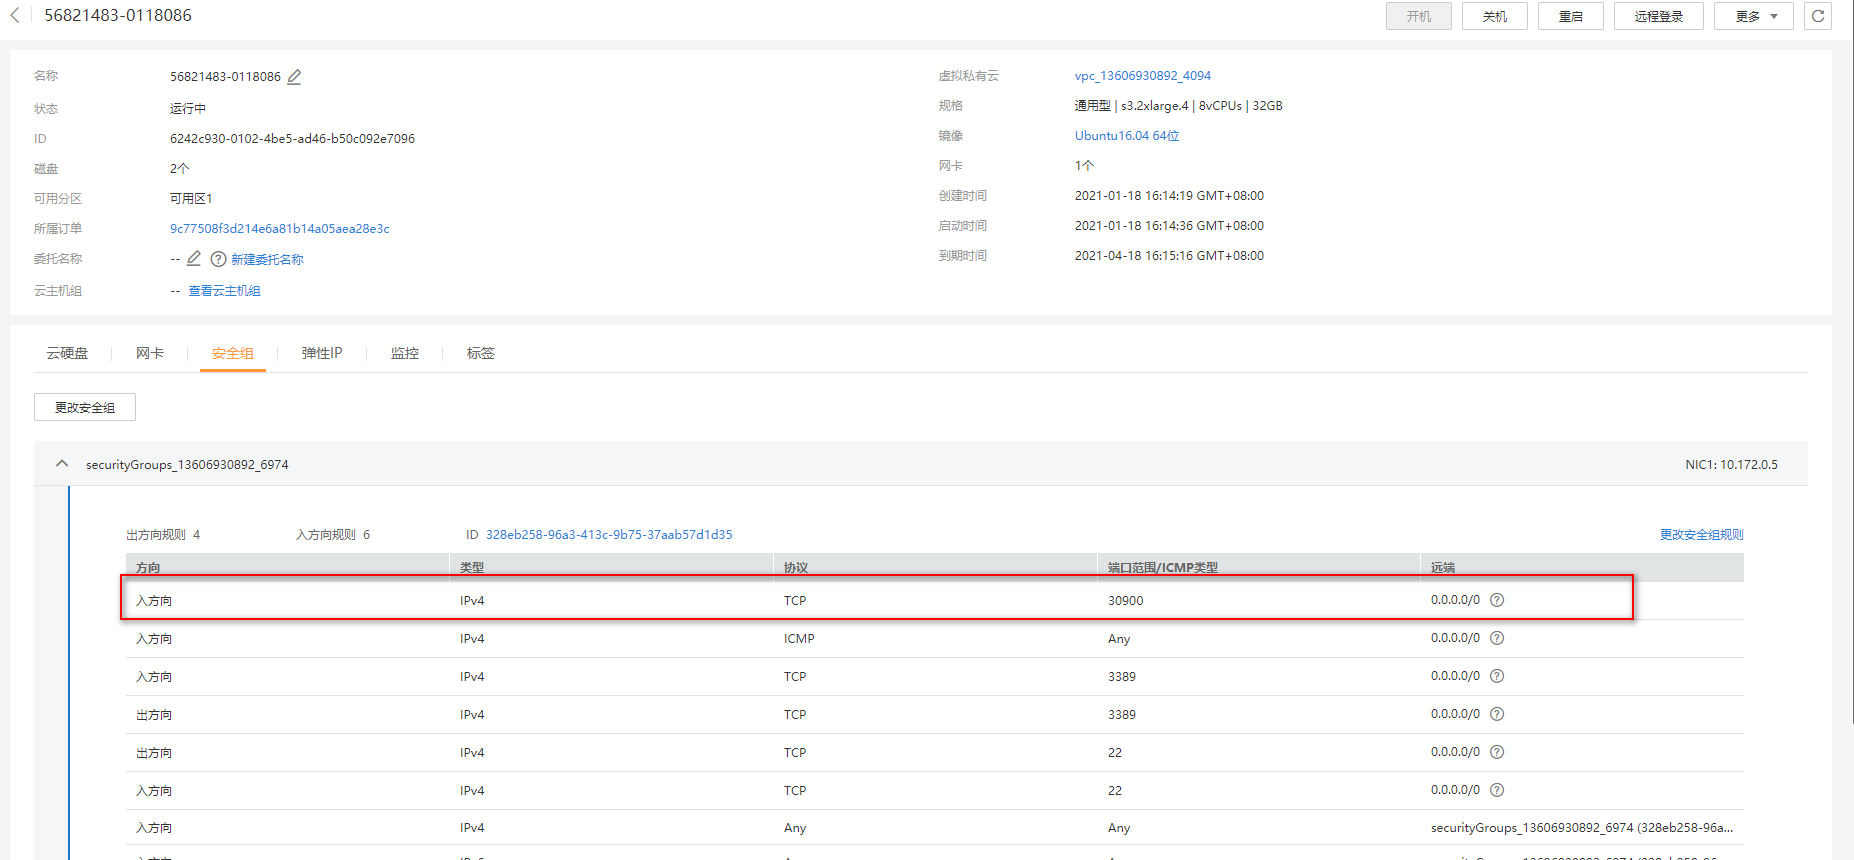 56821483-0118086
开机 关机 重启 远程登录 更多
名称 56821483-0118086
状态 运行中
ID 6242c930-0102-4be5-ad46-b50c092e7096
磁盘 2个
可用分区 可用区1
所属订单 9c77508f3d214e6a81b14a05aea28e3c
委托名称 -- 新建委托名称
云主机组 -- 查看云主机组
虚拟私有云 vpc_13606930892_4094
规格 通用型 | s3.2xlarge.4 | 8vCPUs | 32GB
镜像 Ubuntu16.04 64位
网卡 1个
创建时间 2021-01-18 16:14:19 GMT+08:00
启动时间 2021-01-18 16:14:36 GMT+08:00
到期时间 2021-04-18 16:15:16 GMT+08:00
云硬盘 网卡 安全组 弹性IP 监控 标签
更改安全组
securityGroups_13606930892_6974 NIC1: 10.172.0.5
出方向规则 4 入方向规则 6 ID 328eb258-96a3-413c-9b75-37aab57d1d35 更改安全组规则
方向 类型 协议 端口范围/ICMP类型 远端
入方向 IPv4 TCP 30900 0.0.0.0/0
入方向 IPv4 ICMP Any 0.0.0.0/0
入方向 IPv4 TCP 3389 0.0.0.0/0
出方向 IPv4 TCP 3389 0.0.0.0/0
出方向 IPv4 TCP 22 0.0.0.0/0
入方向 IPv4 TCP 22 0.0.0.0/0
入方向 IPv4 Any Any securityGroups_13606930892_6974 (328eb258-96a...